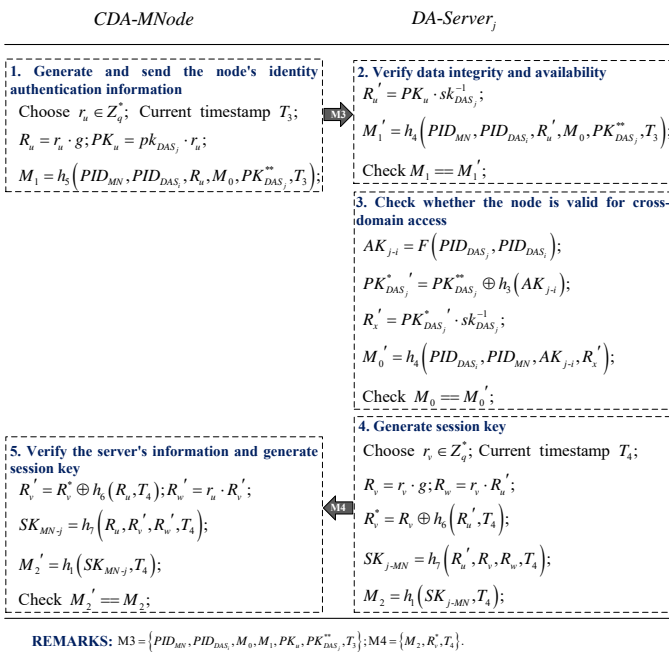 CDA-MNode
DA-Server_j
1. Generate and send the node's identity
authentication information
Choose r_u ∈ Z_q^*; Current timestamp T_3;
R_u = r_u · g; PK_u = pk_{DAS_j} · r_u;
M_1 = h_5(PID_{MN}, PID_{DAS_i}, R_u, M_0, PK_{DAS_j}^{**}, T_3);
M3
2. Verify data integrity and availability
R_u' = PK_u · sk_{DAS_j}^{-1};
M_1' = h_4(PID_{MN}, PID_{DAS_i}, R_u', M_0, PK_{DAS_j}^{**}, T_3);
Check M_1 == M_1';
3. Check whether the node is valid for cross-
domain access
AK_{j-i} = F(PID_{DAS_j}, PID_{DAS_i});
PK_{DAS_j}^{*}' = PK_{DAS_j}^{**} ⊕ h_3(AK_{j-i});
R_x' = PK_{DAS_j}^{*}' · sk_{DAS_j}^{-1};
M_0' = h_4(PID_{DAS_i}, PID_{MN}, AK_{j-i}, R_x');
Check M_0 == M_0';
4. Generate session key
Choose r_v ∈ Z_q^*; Current timestamp T_4;
R_v = r_v · g; R_w = r_v · R_u';
R_v^* = R_v ⊕ h_6(R_u', T_4);
SK_{j-MN} = h_7(R_u', R_v, R_w, T_4);
M_2 = h_1(SK_{j-MN}, T_4);
M4
5. Verify the server's information and generate
session key
R_v' = R_v^* ⊕ h_6(R_u, T_4); R_w' = r_u · R_v';
SK_{MN-j} = h_7(R_u, R_v', R_w', T_4);
M_2' = h_1(SK_{MN-j}, T_4);
Check M_2' == M_2;
REMARKS: M3 = {PID_{MN}, PID_{DAS_i}, M_0, M_1, PK_u, PK_{DAS_j}^{**}, T_3}; M4 = {M_2, R_v^*, T_4}.